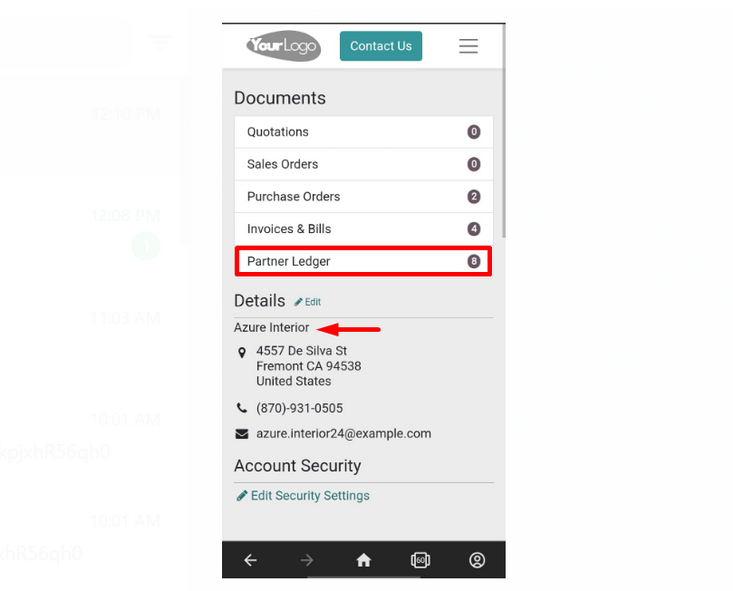 YourLogo
Contact Us
Documents
Quotations 0
Sales Orders 0
Purchase Orders 2
Invoices & Bills 4
Partner Ledger 8
Details Edit
Azure Interior
4557 De Silva St
Fremont CA 94538
United States
(870)-931-0505
azure.interior24@example.com
Account Security
Edit Security Settings
60
12:10 PM
12:08 PM
1
11:03 AM
10:01 AM
10:01 AM